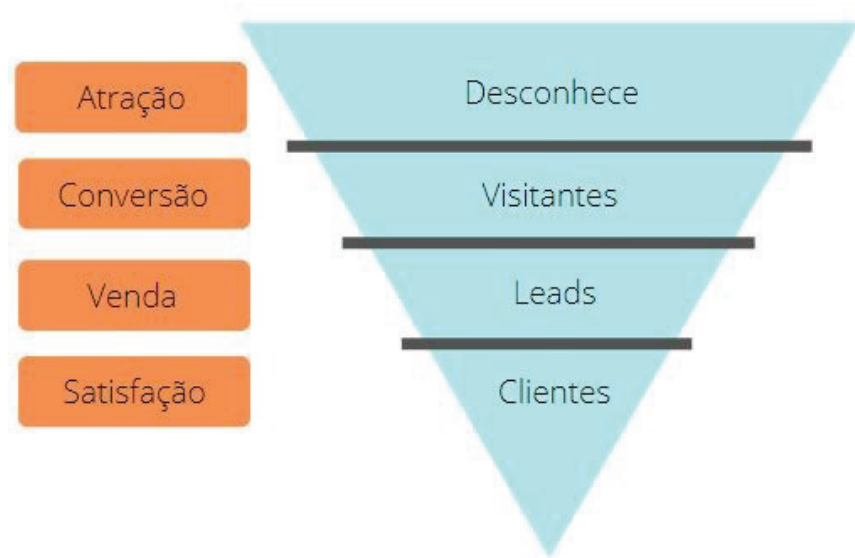 Atração
Desconhece
Conversão
Visitantes
Venda
Leads
Satisfação
Clientes